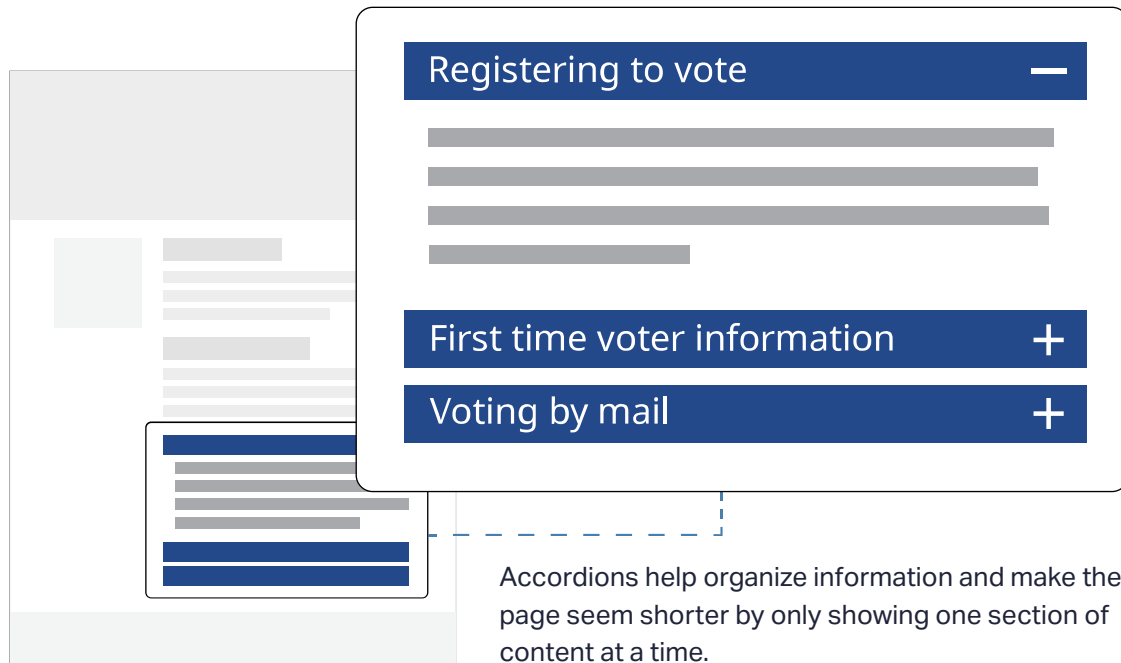 Registering to vote
First time voter information
Voting by mail
Accordions help organize information and make the
page seem shorter by only showing one section of
content at a time.